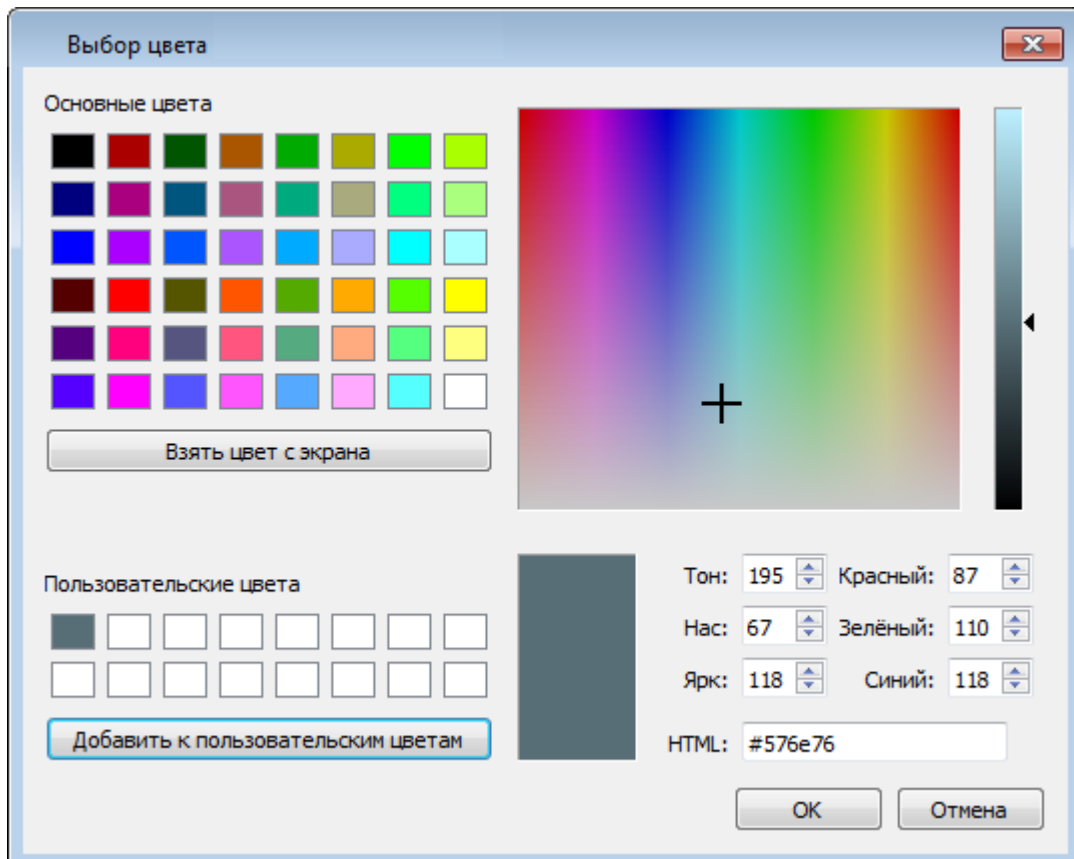 Выбор цвета
Основные цвета
Взять цвет с экрана
Пользовательские цвета
Добавить к пользовательским цветам
Тон: 195 Красный: 87
Нас: 67 Зелёный: 110
Ярк: 118 Синий: 118
HTML: #576e76
OK Отмена